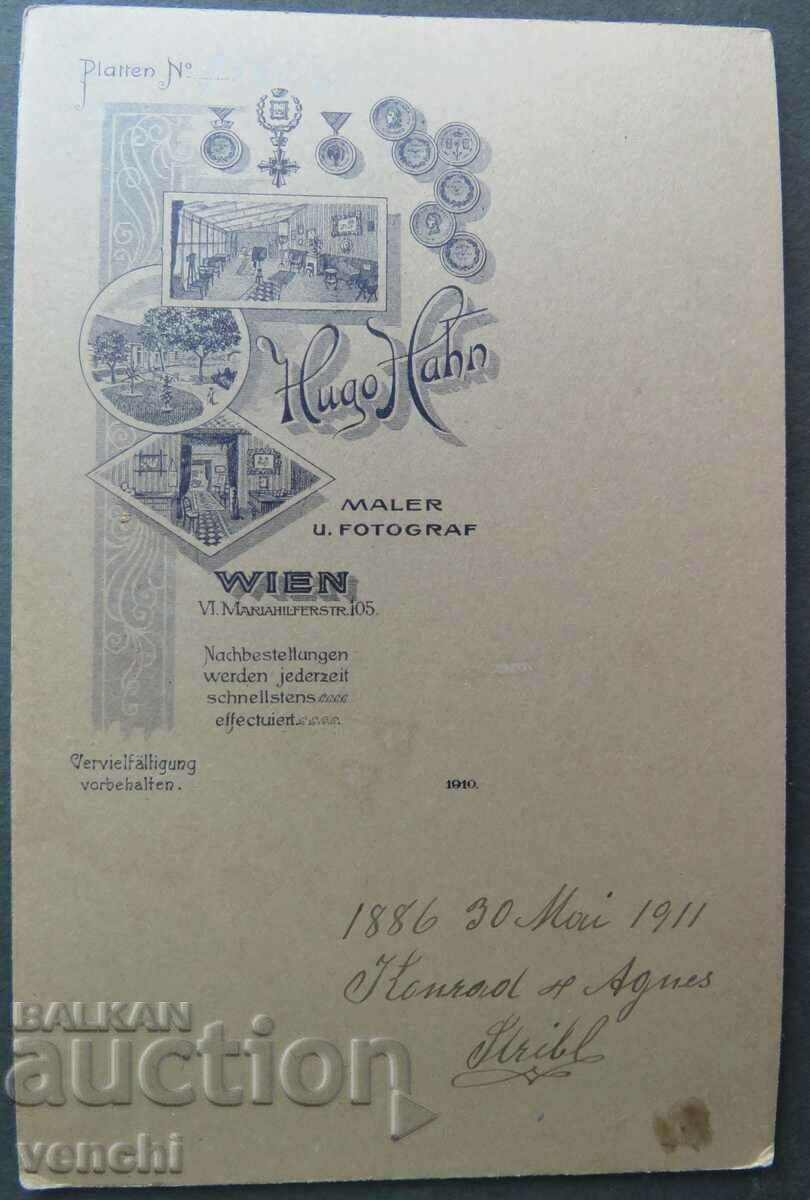 Platten Nº
Hugo Hahn
MALER
U. FOTOGRAF
WIEN
VI. MARIAHILFERSTR. 105.
Nachbestellungen
werden jederzeit
schnellstens
effectuiert.
Vervielfältigung
vorbehalten.
1910.
1886 30 Mai 1911
Konrad & Agnes
Stribl
BALKAN
auction
venchi